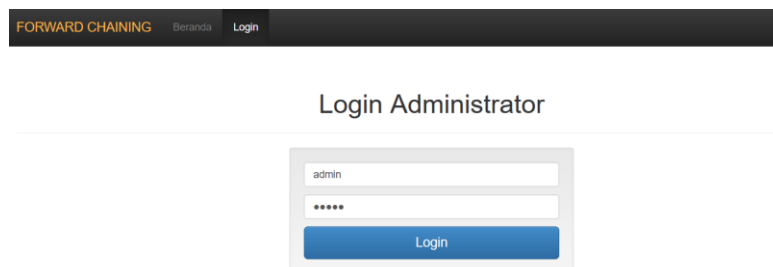 FORWARD CHAINING Beranda Login
Login Administrator
admin
•••••
Login